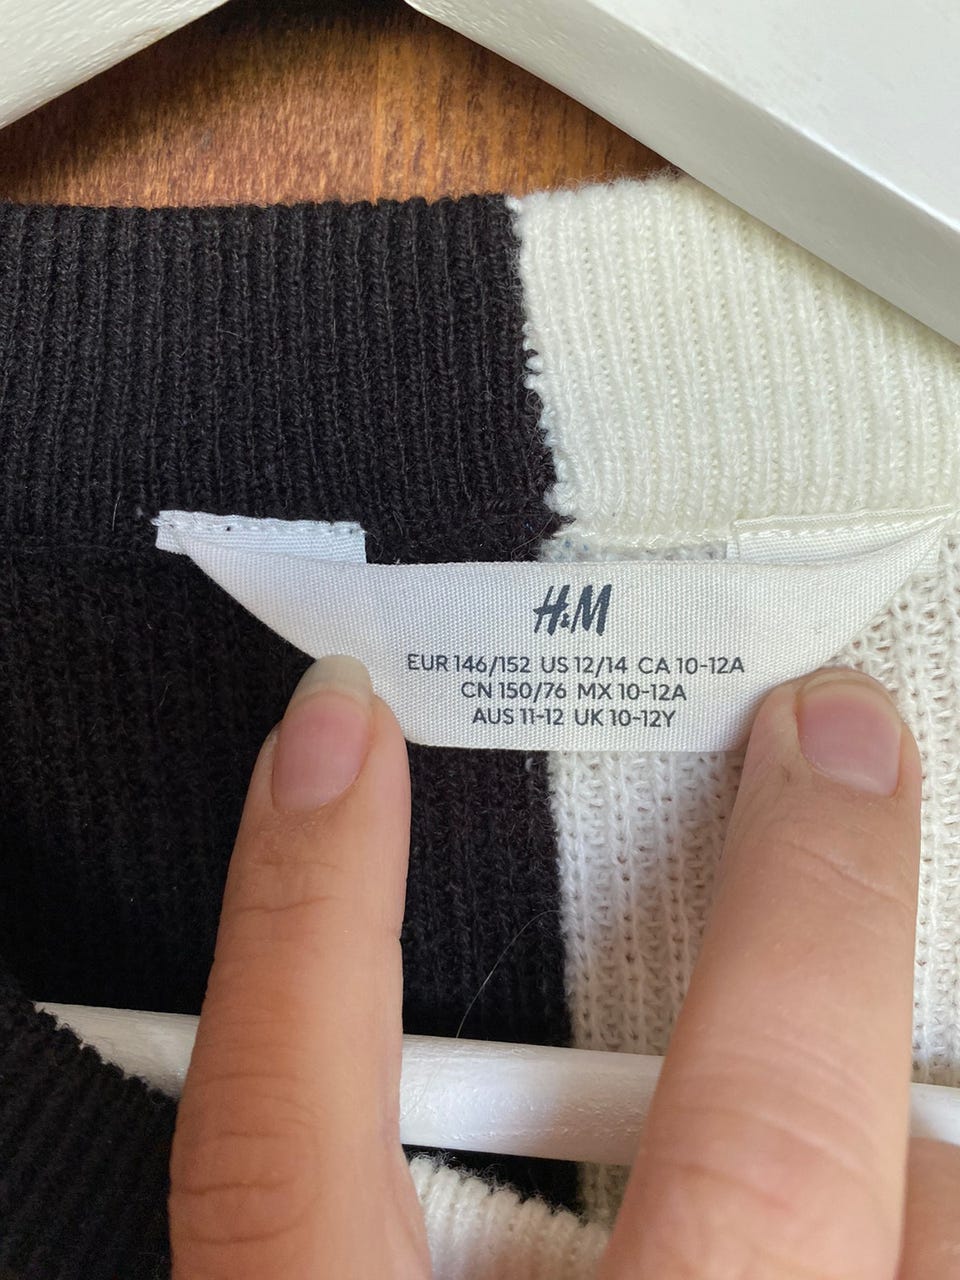 H&M
EUR 146/152 US 12/14 CA 10-12A
CN 150/76 MX 10-12A
AUS 11-12 UK 10-12Y